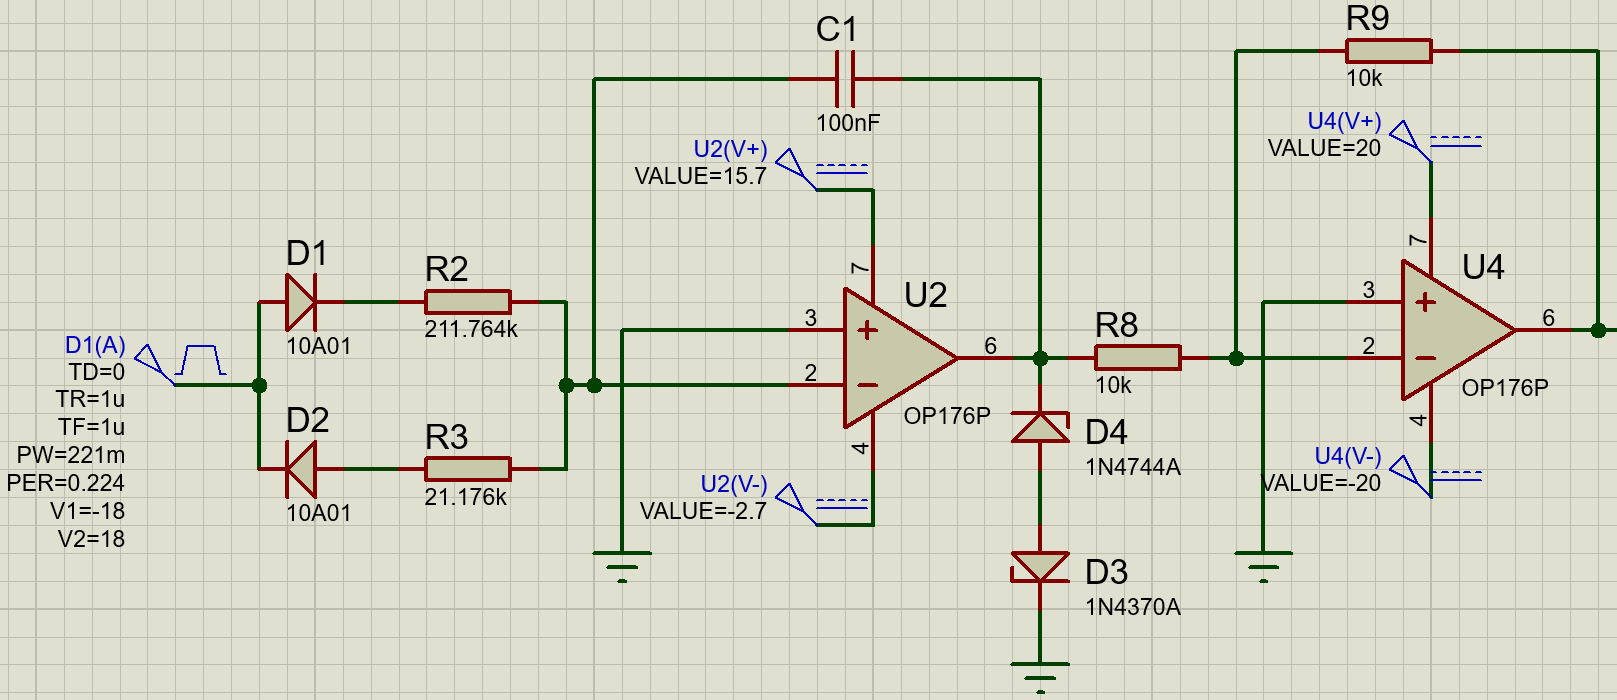 R9
10k
C1
100nF
U4(V+)
VALUE=20
U2(V+)
VALUE=15.7
7
7
D1
R2
U2
U4
3
6
3
2
211.764k
10A01
3
2
6
R8
10k
D1(A)
TD=0
TR=1u
TF=1u
PW=221m
PER=0.224
V1=-18
V2=18
D2
R3
21.176k
10A01
OP176P
OP176P
4
4
D4
1N4744A
U2(V-)
VALUE=-2.7
U4(V-)
VALUE=-20
D3
1N4370A